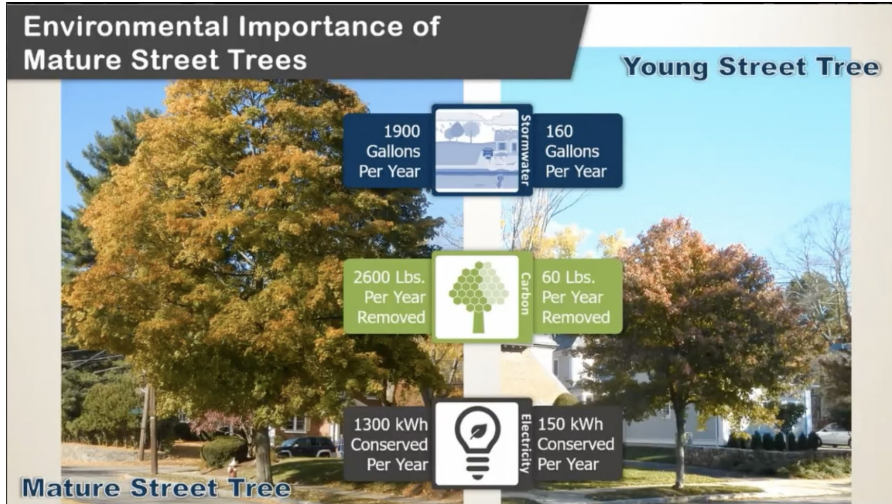 Environmental Importance of
Mature Street Trees
Young Street Tree
1900
Gallons
Per Year
Stormwater
160
Gallons
Per Year
2600 Lbs.
Per Year
Removed
Carbon
60 Lbs.
Per Year
Removed
1300 kWh
Conserved
Per Year
Electricity
150 kWh
Conserved
Per Year
Mature Street Tree